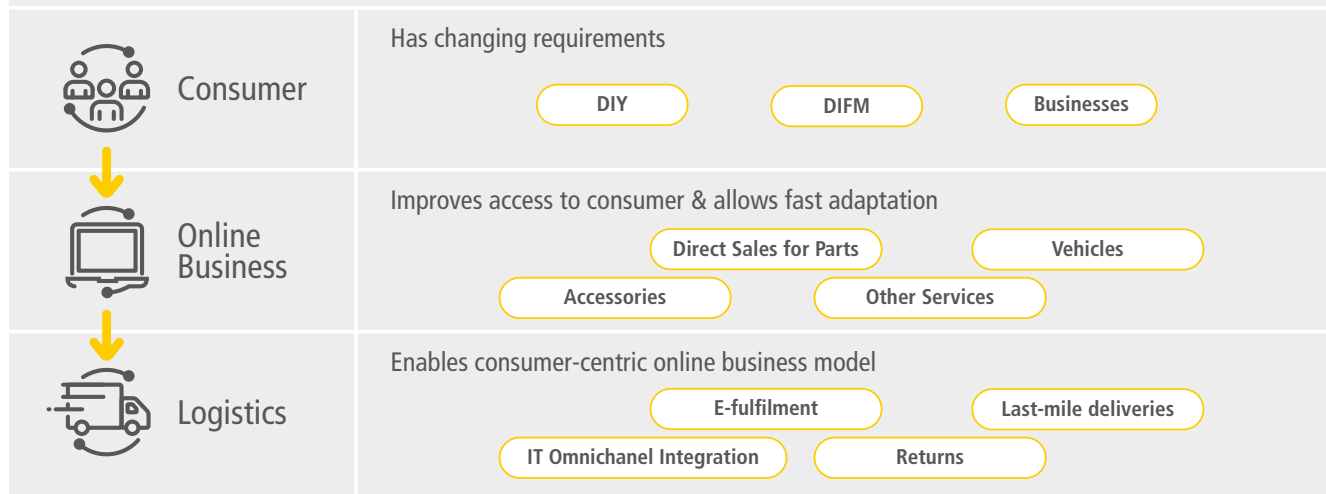 Consumer
Has changing requirements
DIY
DIFM
Businesses
Online
Business
Improves access to consumer & allows fast adaptation
Direct Sales for Parts
Vehicles
Accessories
Other Services
Logistics
Enables consumer-centric online business model
E-fulfilment
Last-mile deliveries
IT Omnichanel Integration
Returns